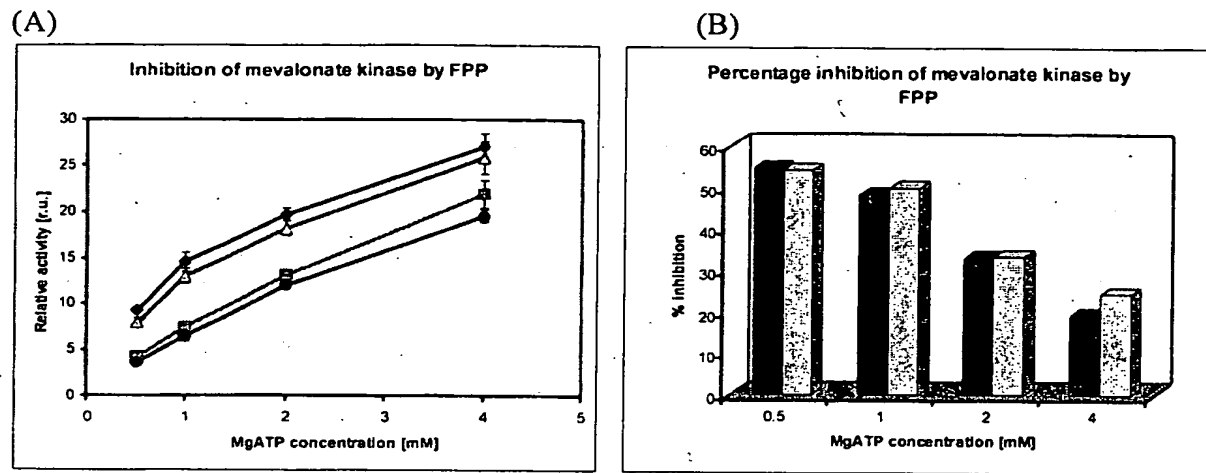 (A)
Inhibition of mevalonate kinase by FPP
Relative activity [r.u.]
30
25
20
15
10
5
0
0 1 2 3 4 5
MgATP concentration [mM]
(B)
Percentage inhibition of mevalonate kinase by
FPP
% Inhibition
60
50
40
30
20
10
0
0.5 1 2 4
MgATP concentration [mM]